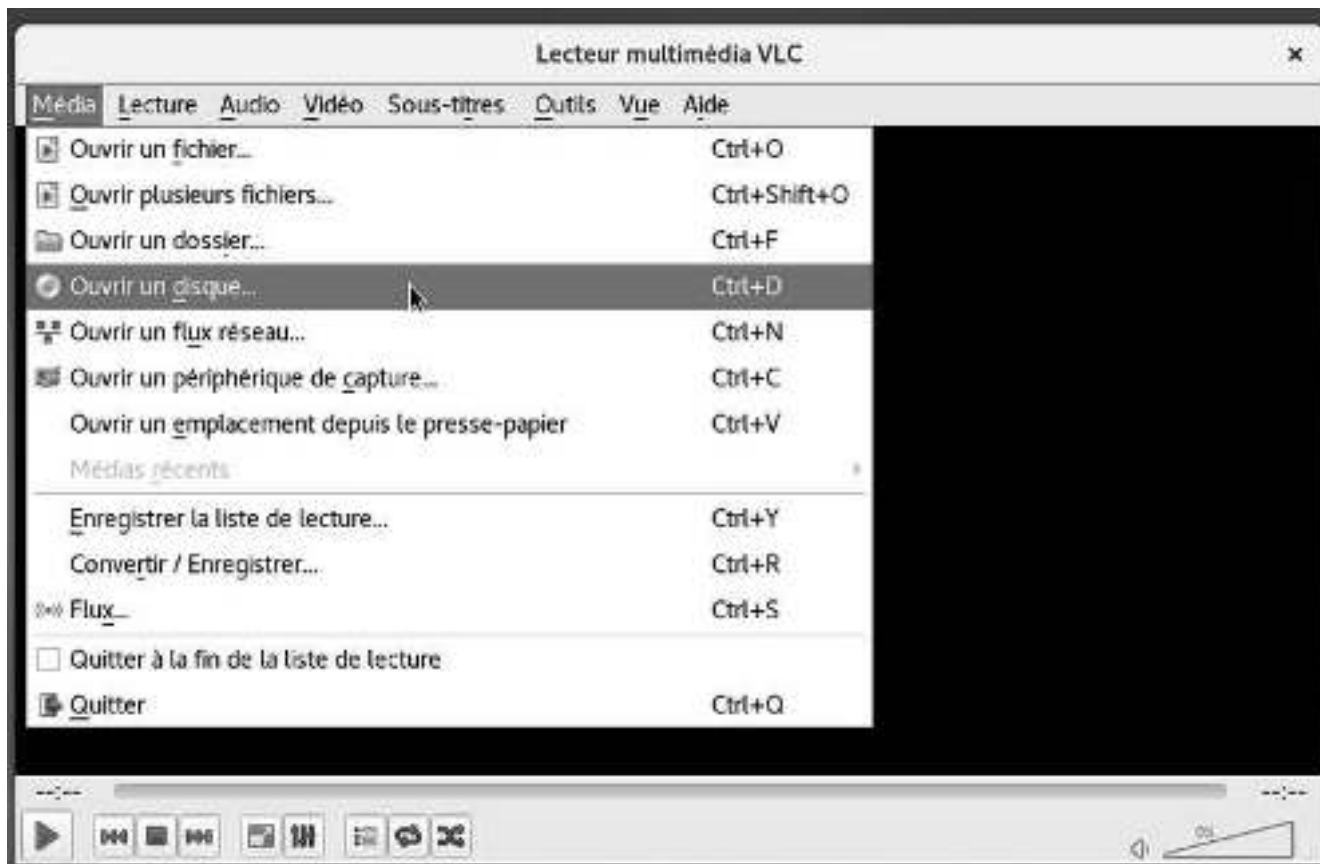 Lecteur multimédia VLC
Média Lecture Audio Vidéo Sous-titres Outils Vue Aide
Ouvrir un fichier... Ctrl+O
Ouvrir plusieurs fichiers... Ctrl+Shift+O
Ouvrir un dossier... Ctrl+F
Ouvrir un disque... Ctrl+D
Ouvrir un flux réseau... Ctrl+N
Ouvrir un périphérique de capture... Ctrl+C
Ouvrir un emplacement depuis le presse-papier Ctrl+V
Médias récents
Enregistrer la liste de lecture... Ctrl+Y
Convertir / Enregistrer... Ctrl+R
Flux... Ctrl+S
Quitter à la fin de la liste de lecture
Quitter Ctrl+Q
--:-- --:--